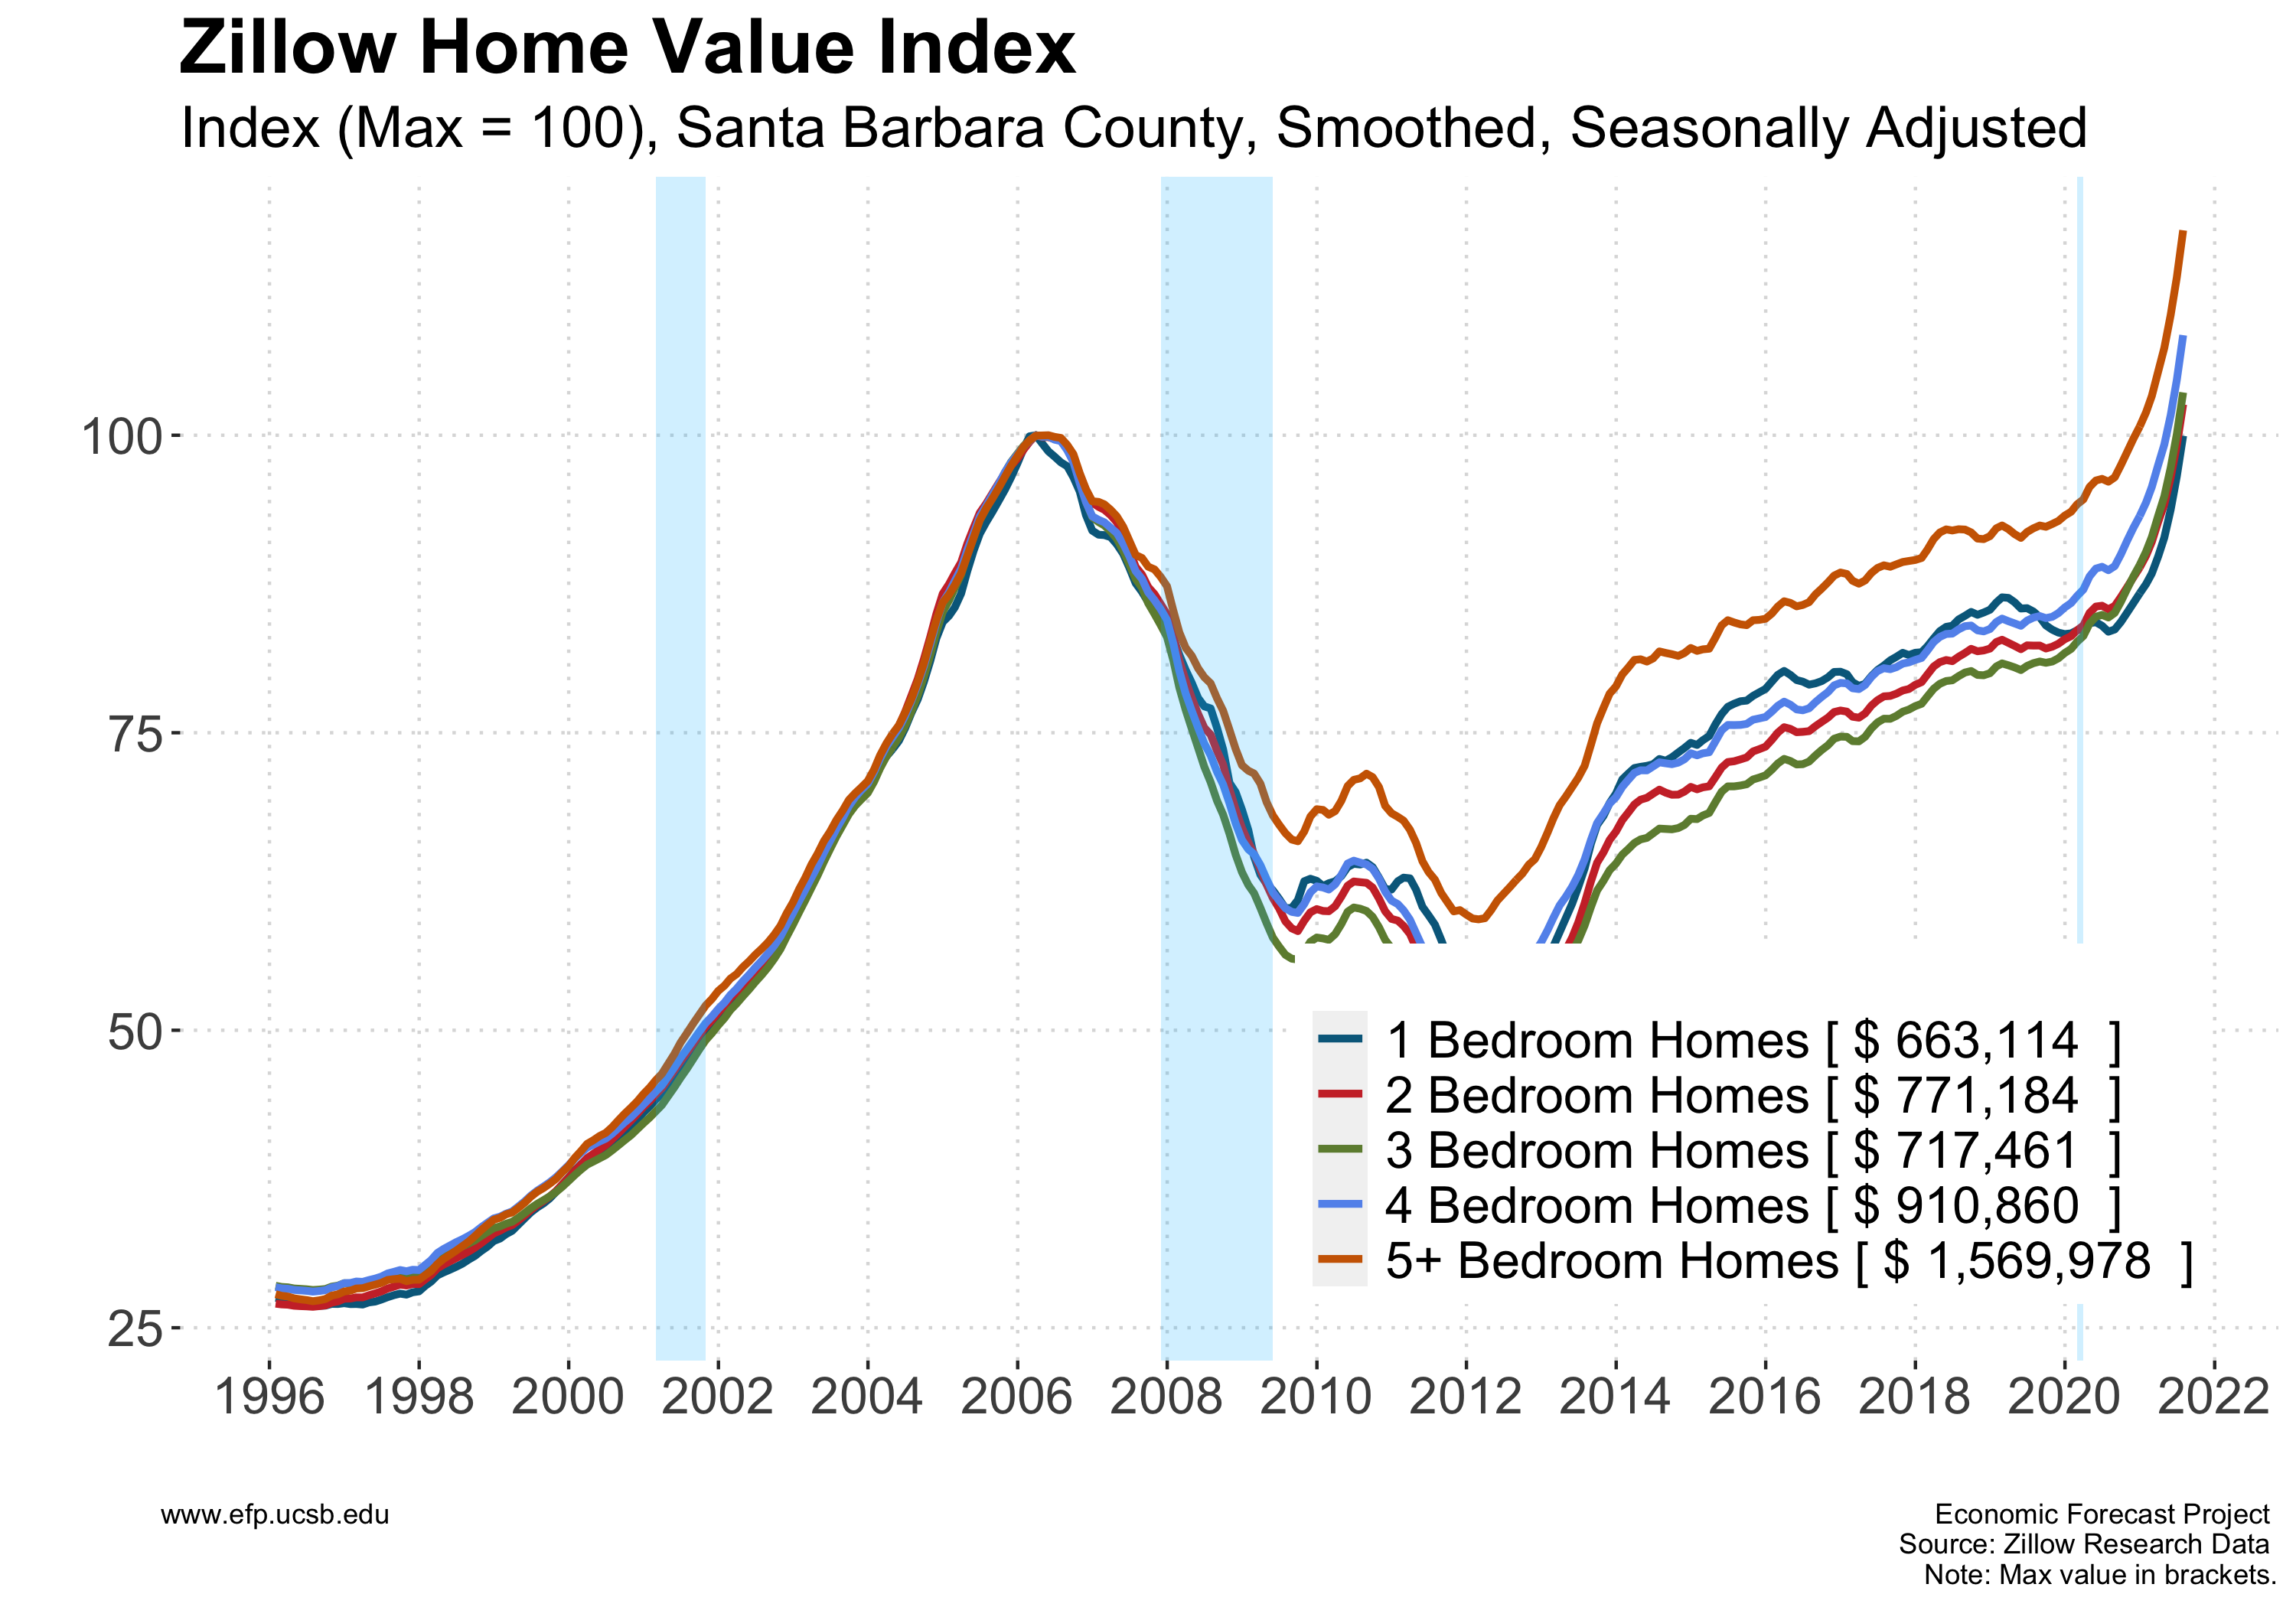 Zillow Home Value Index
Index (Max = 100), Santa Barbara County, Smoothed, Seasonally Adjusted
100
75
50
25
1 Bedroom Homes [ $ 663,114 ]
2 Bedroom Homes [ $ 771,184 ]
3 Bedroom Homes [ $ 717,461 ]
4 Bedroom Homes [ $ 910,860 ]
5+ Bedroom Homes [ $ 1,569,978 ]
1996 1998 2000 2002 2004 2006 2008 2010 2012 2014 2016 2018 2020 2022
www.efp.ucsb.edu
Economic Forecast Project
Source: Zillow Research Data
Note: Max value in brackets.